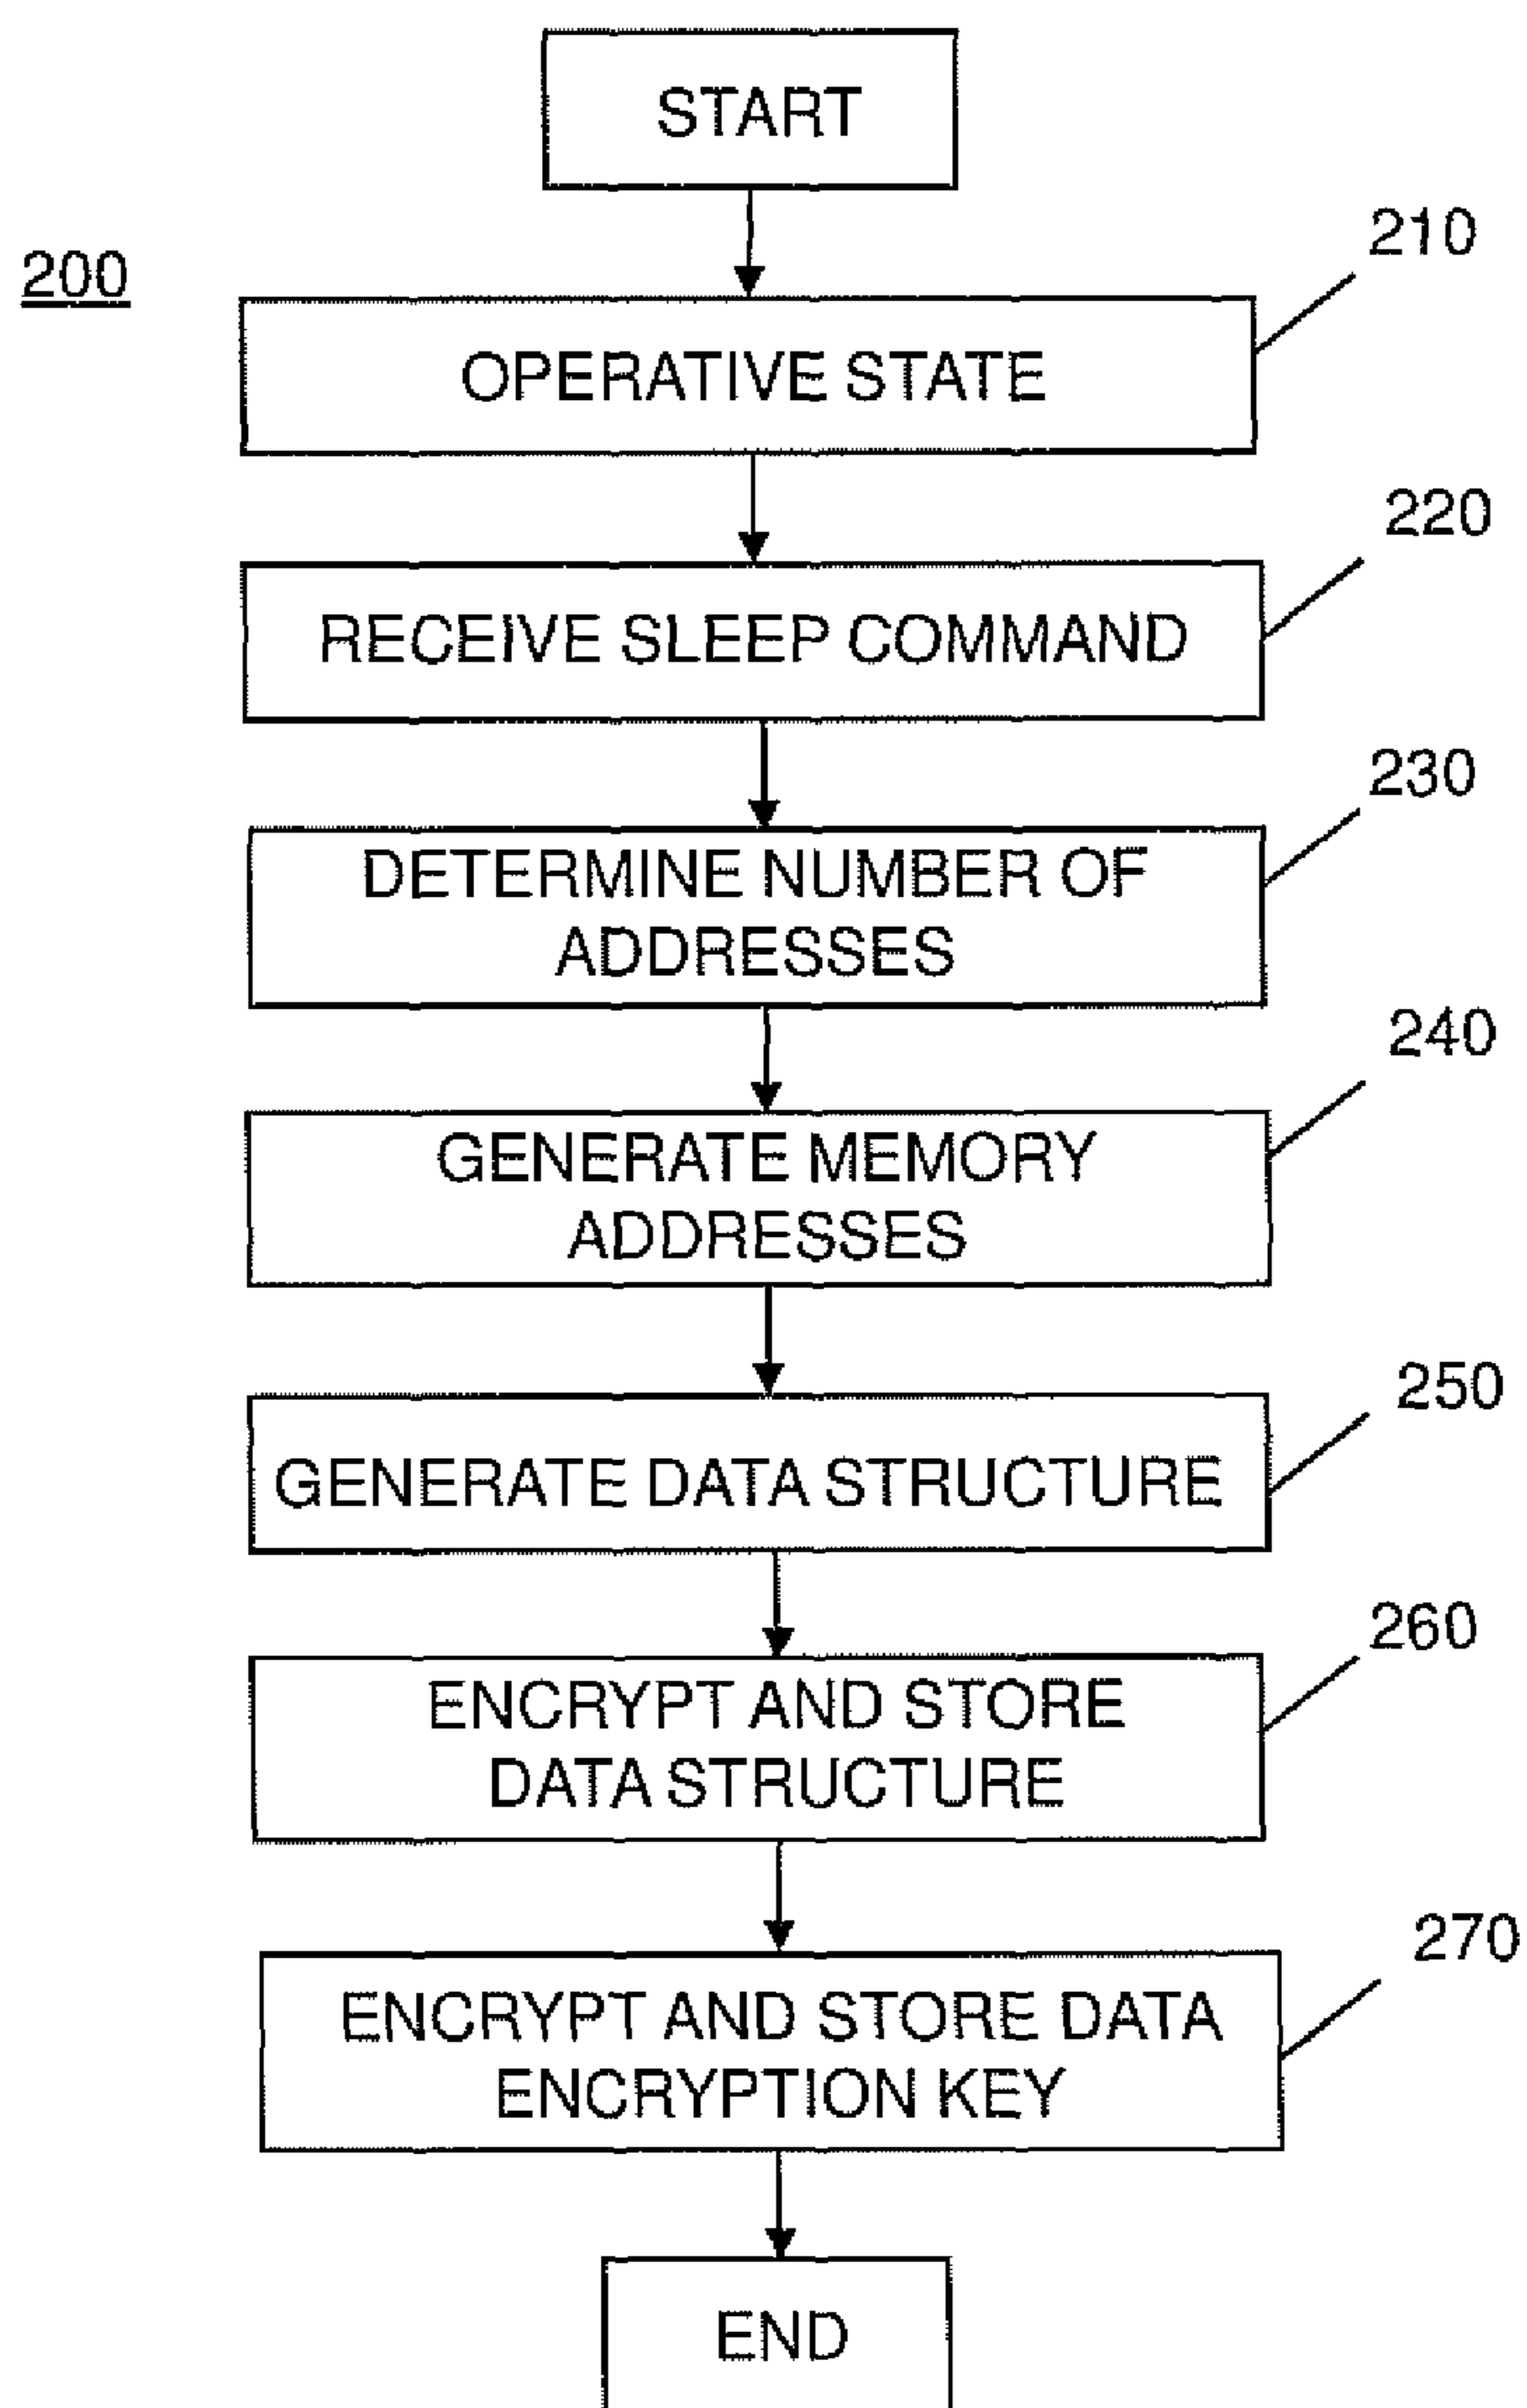 START
200
210
OPERATIVE STATE
220
RECEIVE SLEEP COMMAND
230
DETERMINE NUMBER OF
ADDRESSES
240
GENERATE MEMORY
ADDRESSES
250
GENERATE DATA STRUCTURE
260
ENCRYPT AND STORE
DATA STRUCTURE
270
ENCRYPT AND STORE DATA
ENCRYPTION KEY
END